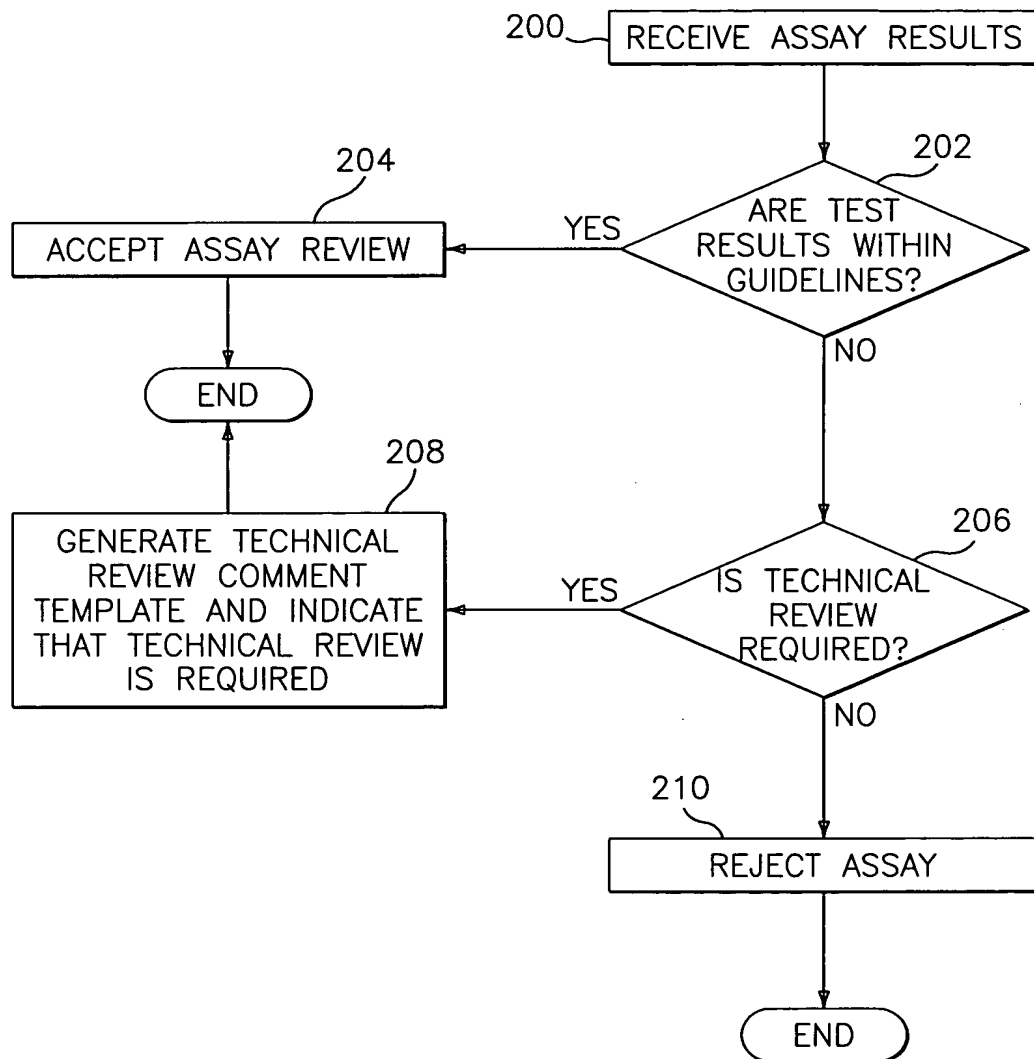 200
RECEIVE ASSAY RESULTS
202
ARE TEST
RESULTS WITHIN
GUIDELINES?
YES
NO
204
ACCEPT ASSAY REVIEW
END
206
IS TECHNICAL
REVIEW
REQUIRED?
YES
NO
208
GENERATE TECHNICAL
REVIEW COMMENT
TEMPLATE AND INDICATE
THAT TECHNICAL REVIEW
IS REQUIRED
210
REJECT ASSAY
END